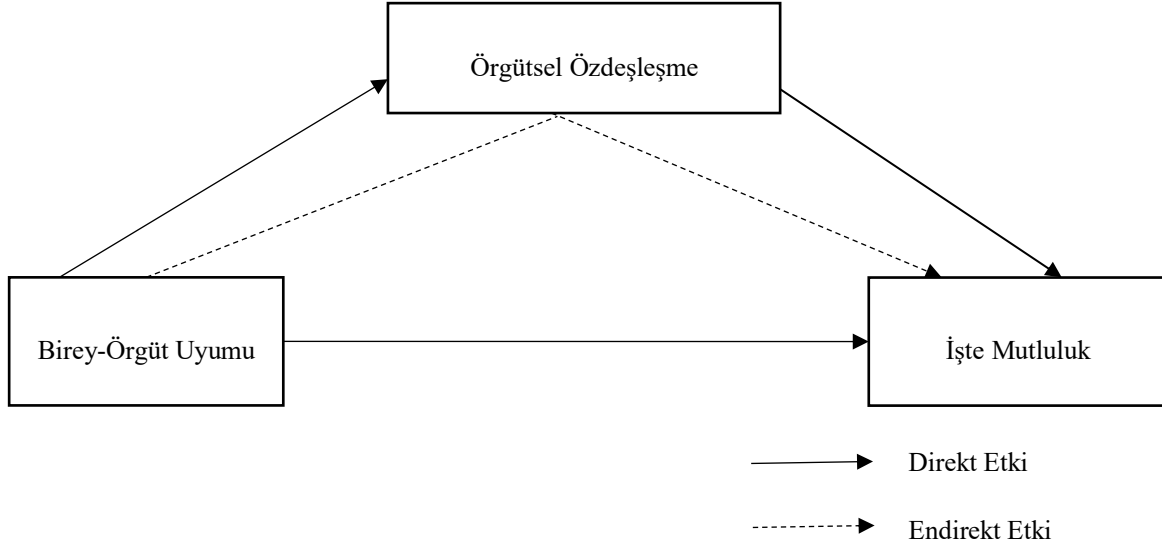 Örgütsel Özdeşleşme
Birey-Örgüt Uyumu
İşte Mutluluk
Direkt Etki
Endirekt Etki